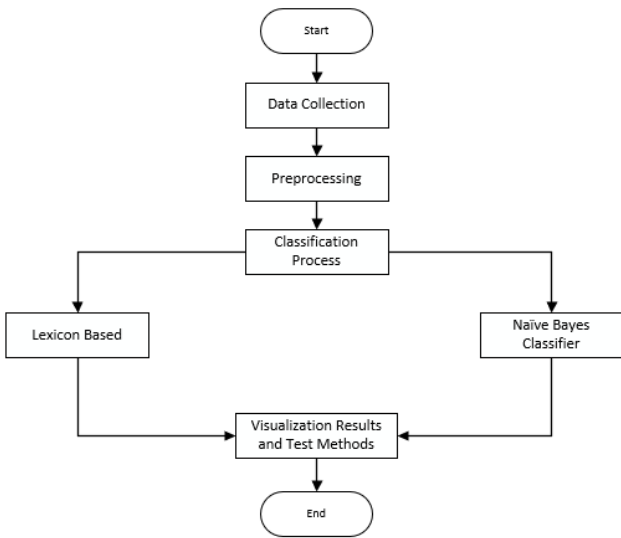 Start
Data Collection
Preprocessing
Classification
Process
Lexicon Based
Naïve Bayes
Classifier
Visualization Results
and Test Methods
End